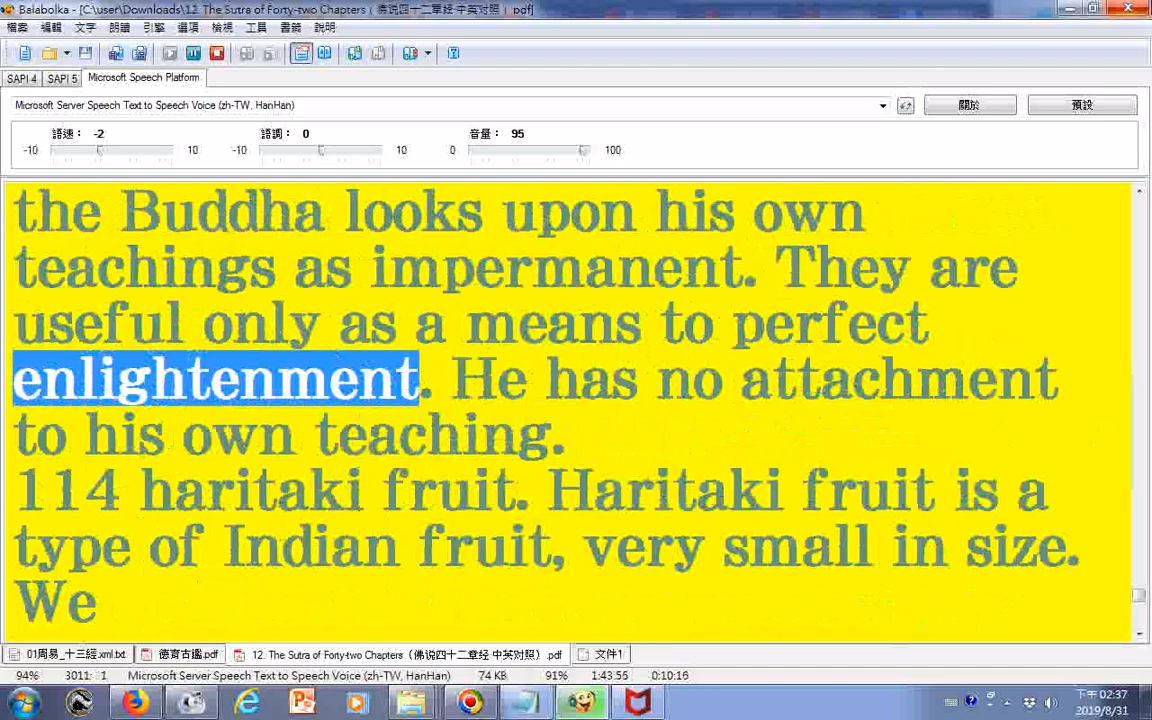 Balabolka - [C:\user\Downloads\12. The Sutra of Forty-two Chapters（佛说四十二章经·中英对照）.pdf]
檔案 編輯 文字 朗讀 引擎 選項 檢視 工具 書籤 說明
SAPI 4 SAPI 5 Microsoft Speech Platform
Microsoft Server Speech Text to Speech Voice (zh-TW, HanHan) 關於 預設
語速： -2 語調： 0 音量： 95
-10 10 -10 10 0 100
the Buddha looks upon his own
teachings as impermanent. They are
useful only as a means to perfect
enlightenment. He has no attachment
to his own teaching.
114 haritaki fruit. Haritaki fruit is a
type of Indian fruit, very small in size.
We
01周易_十三經.xml.txt 德育古鑑.pdf 12. The Sutra of Forty-two Chapters（佛说四十二章经·中英对照）.pdf 文件1
94% 3011: 1 Microsoft Server Speech Text to Speech Voice (zh-TW, HanHan) 74 KB 91% 1:43:55 0:10:16
下午 02:37
2019/8/31